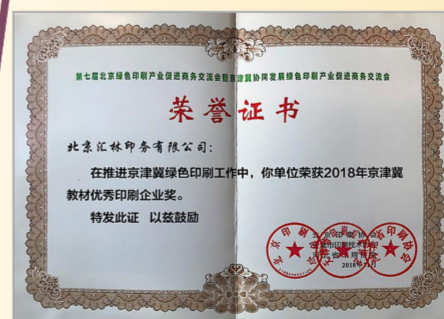 第七届北京绿色印刷产业促进商务交流会暨京津冀协同发展绿色印刷产业促进商务交流会
荣誉证书
北京汇林印务有限公司：
在推进京津冀绿色印刷工作中，你单位荣获2018年京津冀
教材优秀印刷企业奖。
特发此证 以兹鼓励